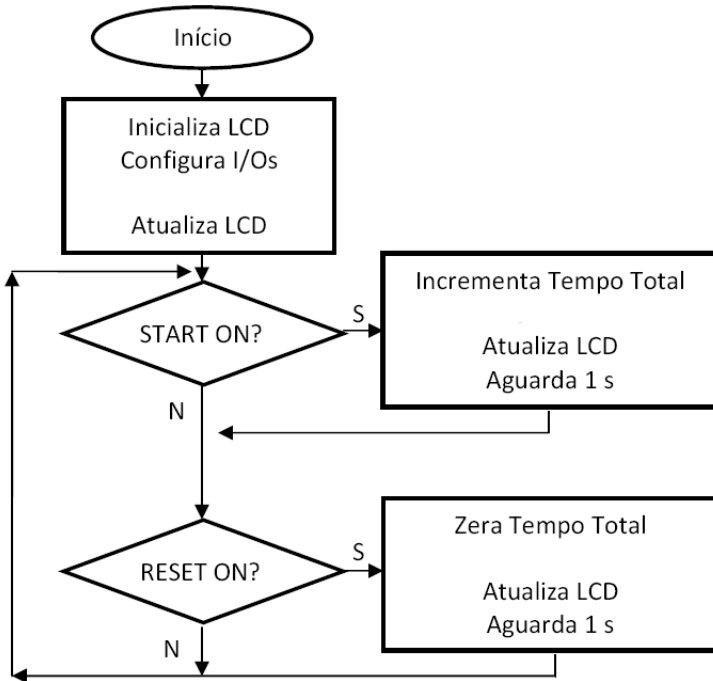 Início
Inicializa LCD
Configura I/Os
Atualiza LCD
START ON?
S
Incrementa Tempo Total
Atualiza LCD
Aguarda 1 s
N
RESET ON?
S
Zera Tempo Total
Atualiza LCD
Aguarda 1 s
N